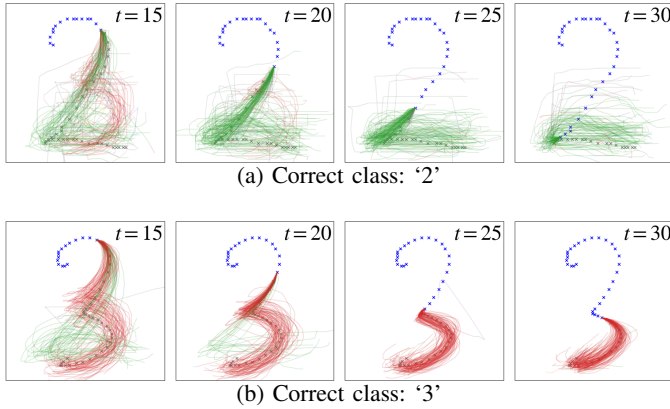 t = 15 t = 20 t = 25 t = 30
(a) Correct class: ‘2’
t = 15 t = 20 t = 25 t = 30
(b) Correct class: ‘3’